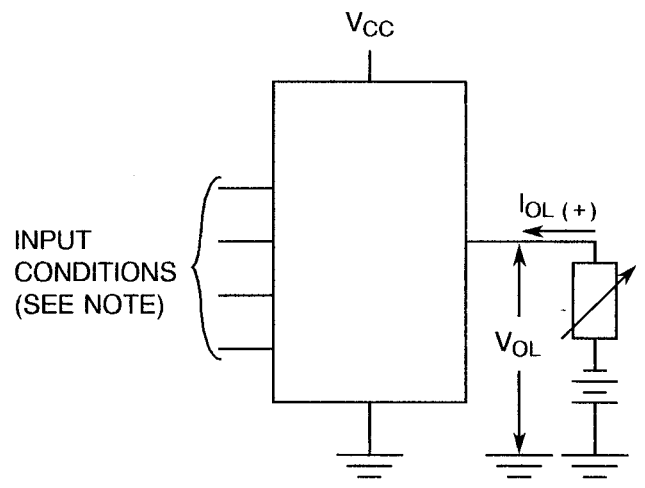 VCC
IOL (+)
INPUT
CONDITIONS
(SEE NOTE)
VOL